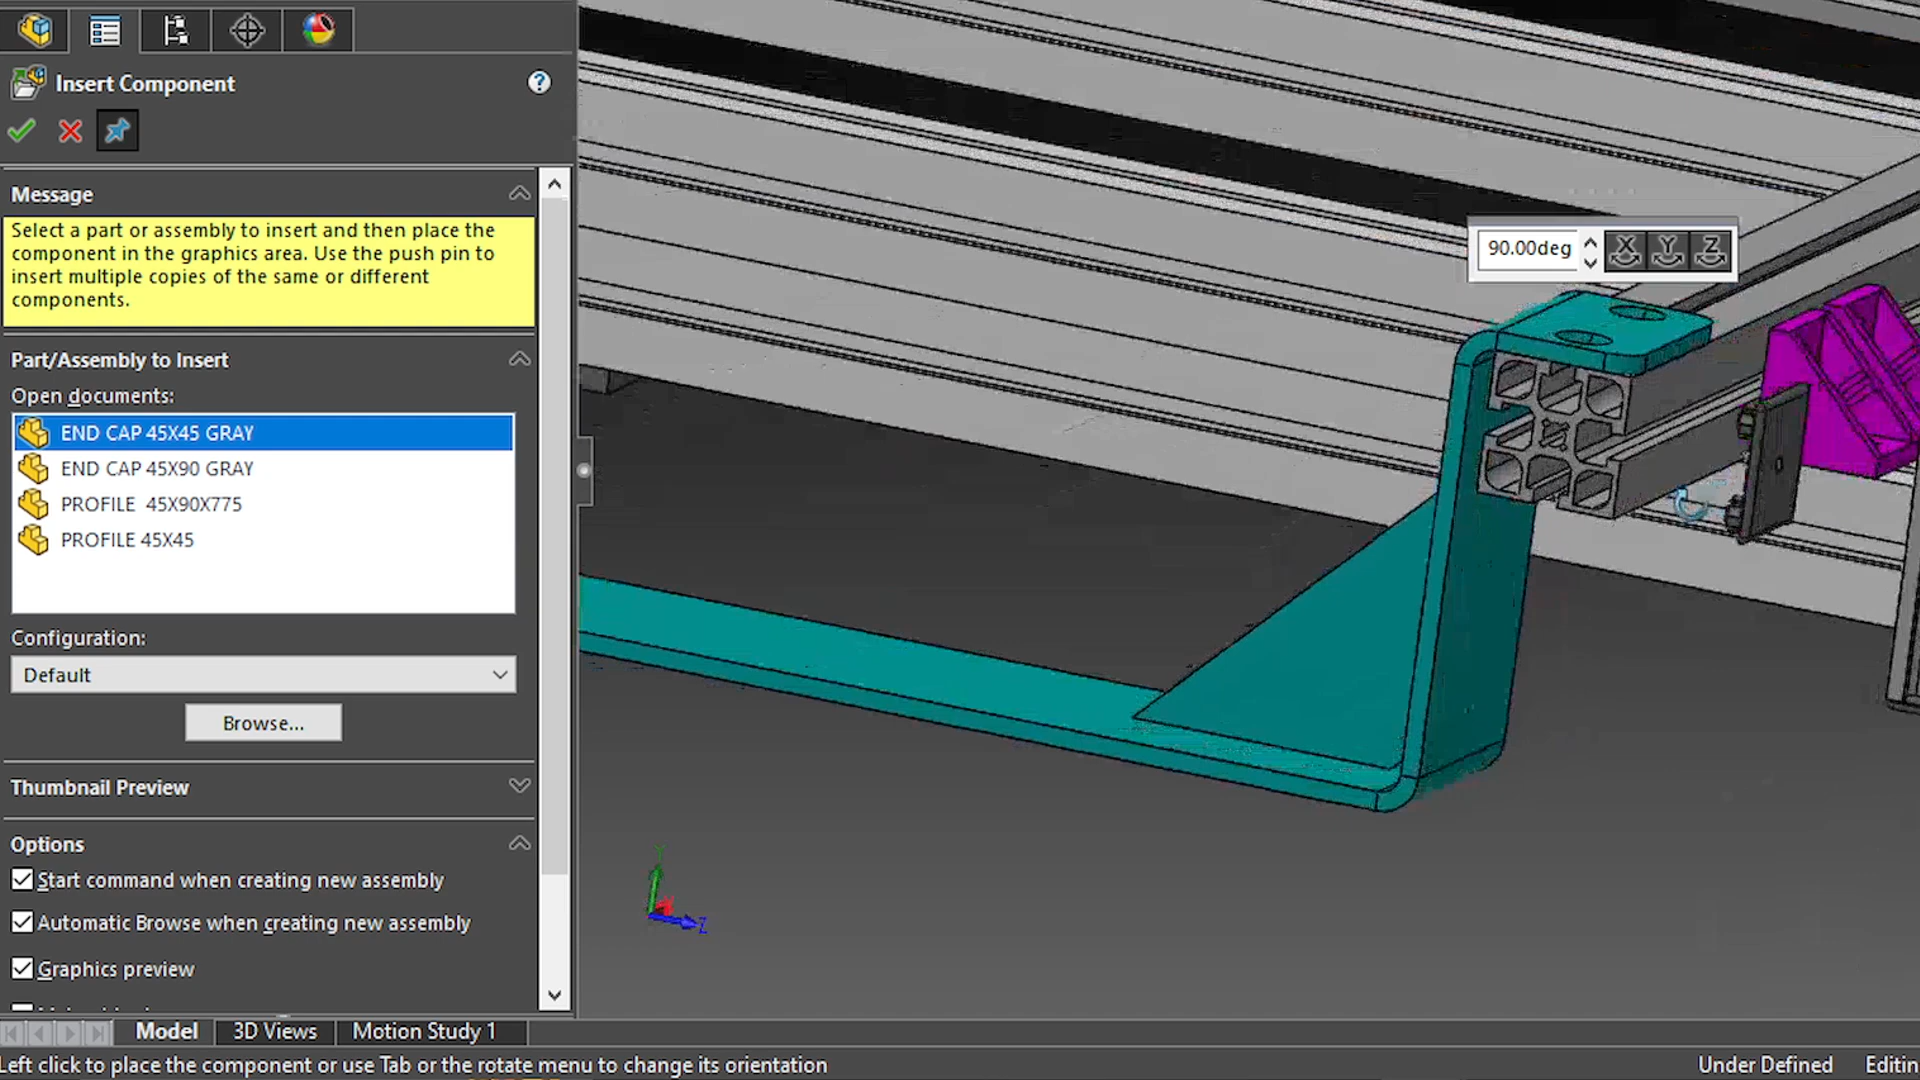 Insert Component
?
Message
Select a part or assembly to insert and then place the
component in the graphics area. Use the push pin to
insert multiple copies of the same or different
components.
Part/Assembly to Insert
Open documents:
END CAP 45X45 GRAY
END CAP 45X90 GRAY
PROFILE  45X90X775
PROFILE 45X45
Configuration:
Default
Browse...
Thumbnail Preview
Options
Start command when creating new assembly
Automatic Browse when creating new assembly
Graphics preview
90.00deg
X Y Z
Y
Z
Model
3D Views
Motion Study 1
Left click to place the component or use Tab or the rotate menu to change its orientation
Under Defined
Editin